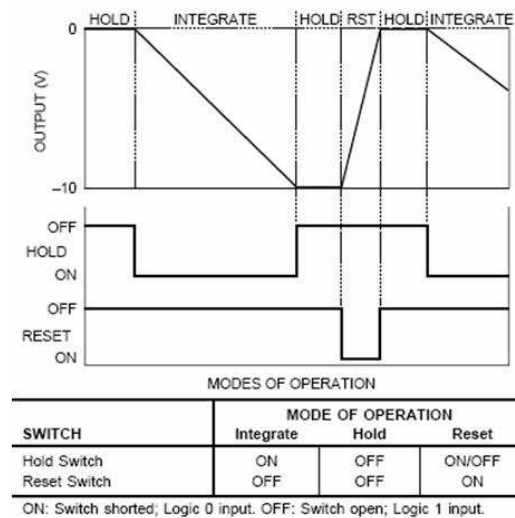 HOLD INTEGRATE HOLD RST HOLD INTEGRATE
0
OUTPUT (V)
–10
OFF
HOLD
ON
OFF
RESET
ON
MODES OF OPERATION
MODE OF OPERATION
SWITCH Integrate Hold Reset
Hold Switch ON OFF ON/OFF
Reset Switch OFF OFF ON
ON: Switch shorted; Logic 0 input. OFF: Switch open; Logic 1 input.